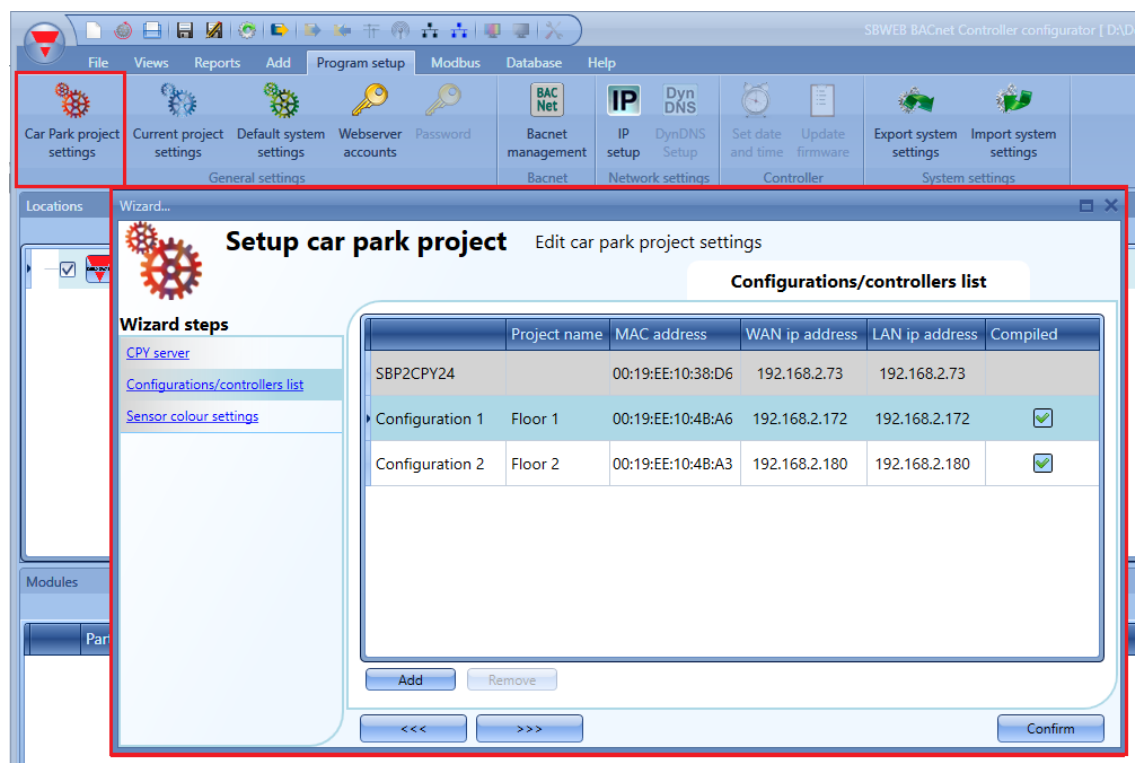 SBWEB BACnet Controller configurator [ D:\D
File Views Reports Add Program setup Modbus Database Help
BAC Net IP Dyn DNS
Car Park project settings
Current project settings
Default system settings
Webserver accounts
Password
Bacnet management
IP setup
DynDNS Setup
Set date and time
Update firmware
Export system settings
Import system settings
General settings Bacnet Network settings Controller System settings
Locations
Wizard...
Setup car park project Edit car park project settings
Configurations/controllers list
Wizard steps
CPY server
Configurations/controllers list
Sensor colour settings
Project name MAC address WAN ip address LAN ip address Compiled
SBP2CPY24 00:19:EE:10:38:D6 192.168.2.73 192.168.2.73
Configuration 1 Floor 1 00:19:EE:10:4B:A6 192.168.2.172 192.168.2.172
Configuration 2 Floor 2 00:19:EE:10:4B:A3 192.168.2.180 192.168.2.180
Modules
Par
Add Remove
<<< >>> Confirm